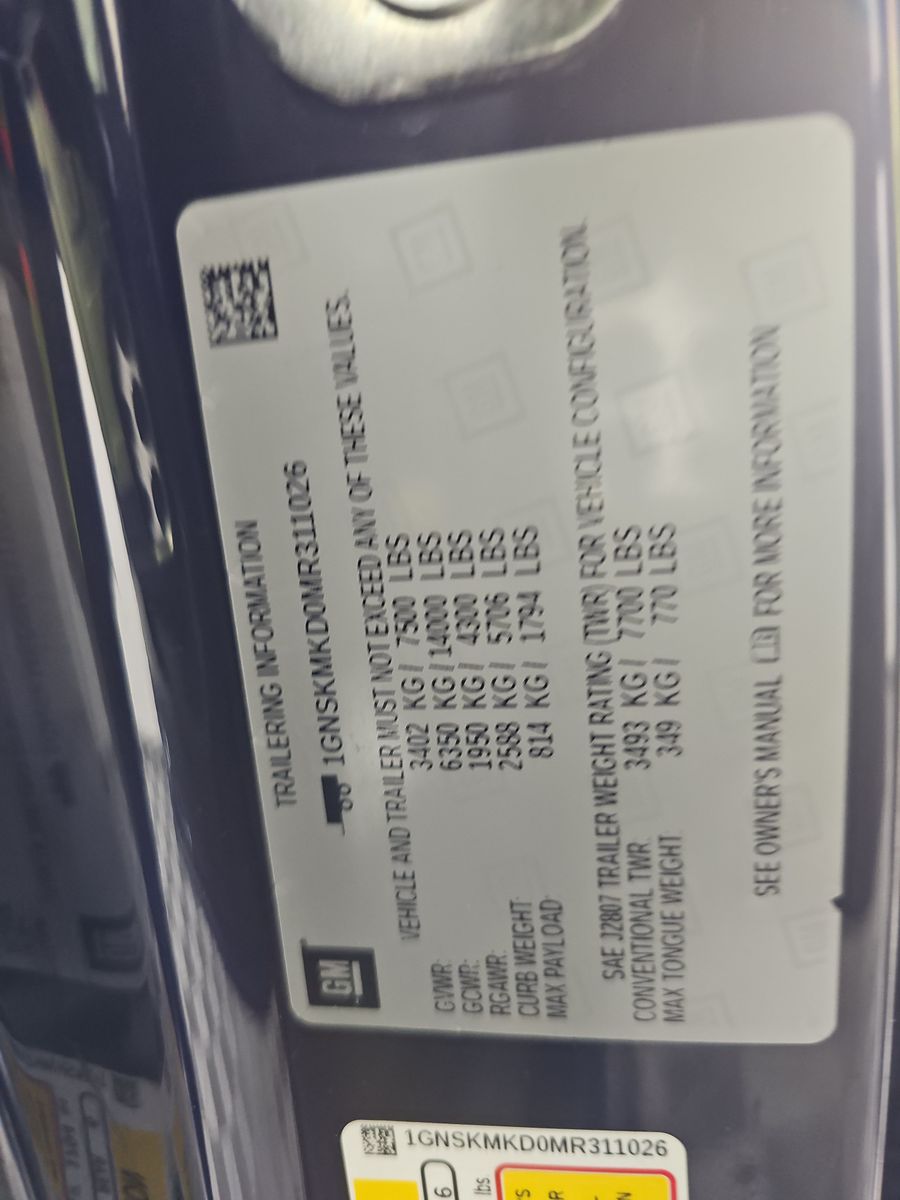 GM
TRAILERING INFORMATION
1GNSKMKD0MR311026
VEHICLE AND TRAILER MUST NOT EXCEED ANY OF THESE VALUES.
GVWR: 3402 KG / 7500 LBS
GCWR: 6350 KG / 14000 LBS
RGAWR: 1950 KG / 4300 LBS
CURB WEIGHT: 2588 KG / 5706 LBS
MAX PAYLOAD: 814 KG / 1794 LBS
SAE J2807 TRAILER WEIGHT RATING (TWR) FOR VEHICLE CONFIGURATION.
CONVENTIONAL TWR: 3493 KG / 7700 LBS
MAX TONGUE WEIGHT: 349 KG / 770 LBS
SEE OWNER'S MANUAL FOR MORE INFORMATION
1GNSKMKD0MR311026
6
lbs